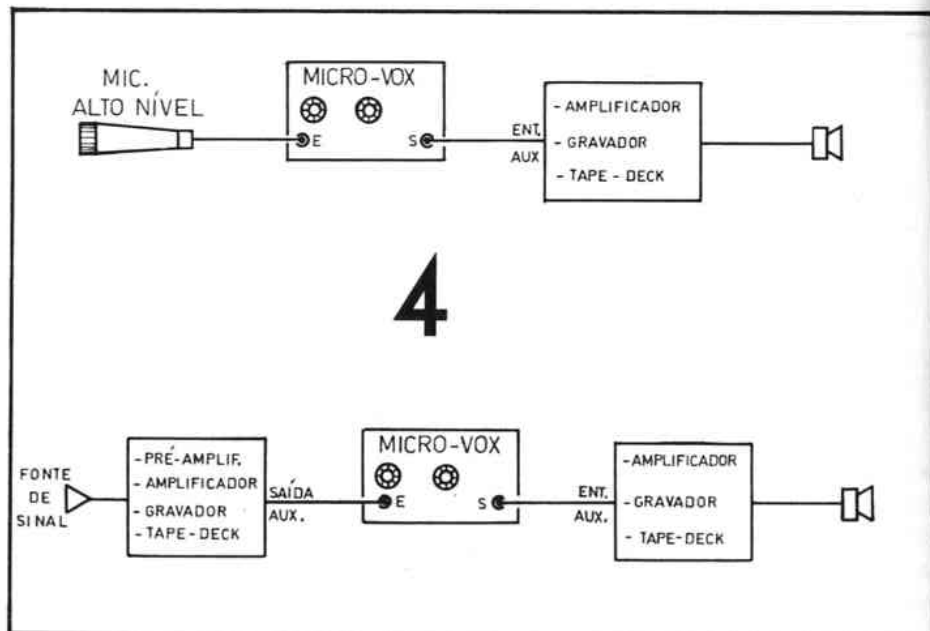 MIC.
ALTO NÍVEL
MICRO-VOX
E
S
ENT.
AUX
- AMPLIFICADOR
- GRAVADOR
- TAPE - DECK
4
FONTE
DE
SINAL
- PRÉ-AMPLIF.
- AMPLIFICADOR
- GRAVADOR
- TAPE-DECK
SAÍDA
AUX.
MICRO-VOX
E
S
ENT.
AUX.
- AMPLIFICADOR
- GRAVADOR
- TAPE-DECK